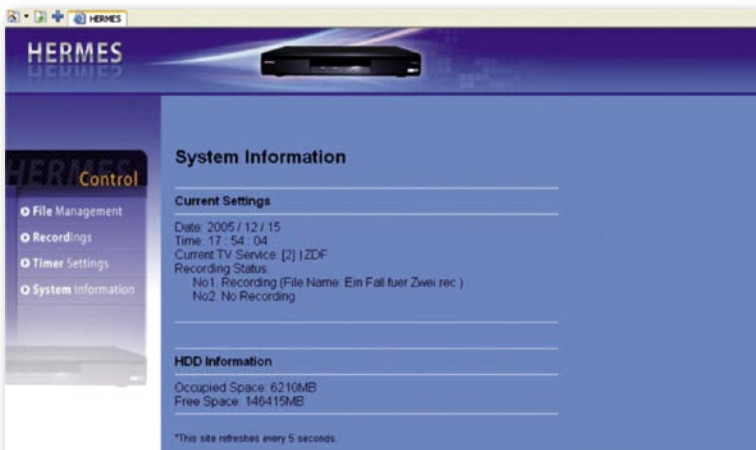 HERMES
HERMES
HERMES
Control
File Management
Recordings
Timer Settings
System Information
System Information
Current Settings
Date: 2005 / 12 / 15
Time: 17 : 54 : 04
Current TV Service: [2] | ZDF
Recording Status:
No1. Recording (File Name: Ein Fall fuer Zwei rec )
No2. No Recording
HDD Information
Occupied Space: 6210MB
Free Space: 146415MB
*This site refreshes every 5 seconds.